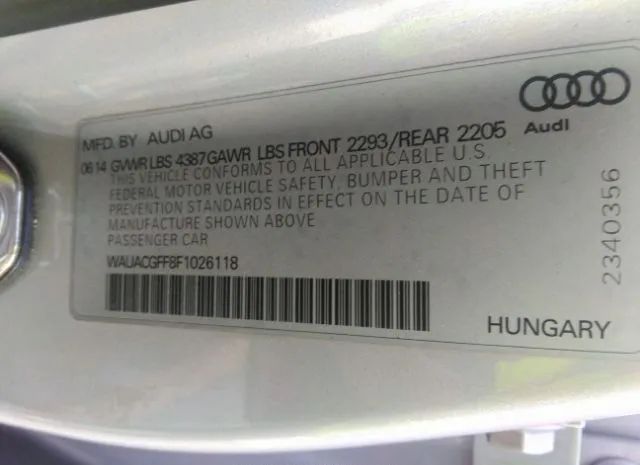 MFD. BY AUDI AG
06 14 GVWR LBS 4387 GAWR LBS FRONT 2293/REAR 2205
THIS VEHICLE CONFORMS TO ALL APPLICABLE U.S.
FEDERAL MOTOR VEHICLE SAFETY, BUMPER AND THEFT
PREVENTION STANDARDS IN EFFECT ON THE DATE OF
MANUFACTURE SHOWN ABOVE
PASSENGER CAR
WAUACGFF8F1026118
Audi
2340356
HUNGARY